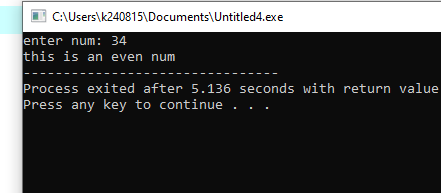 C:\Users\k240815\Documents\Untitled4.exe
enter num: 34
this is an even num
--------------------------------
Process exited after 5.136 seconds with return value
Press any key to continue . . .